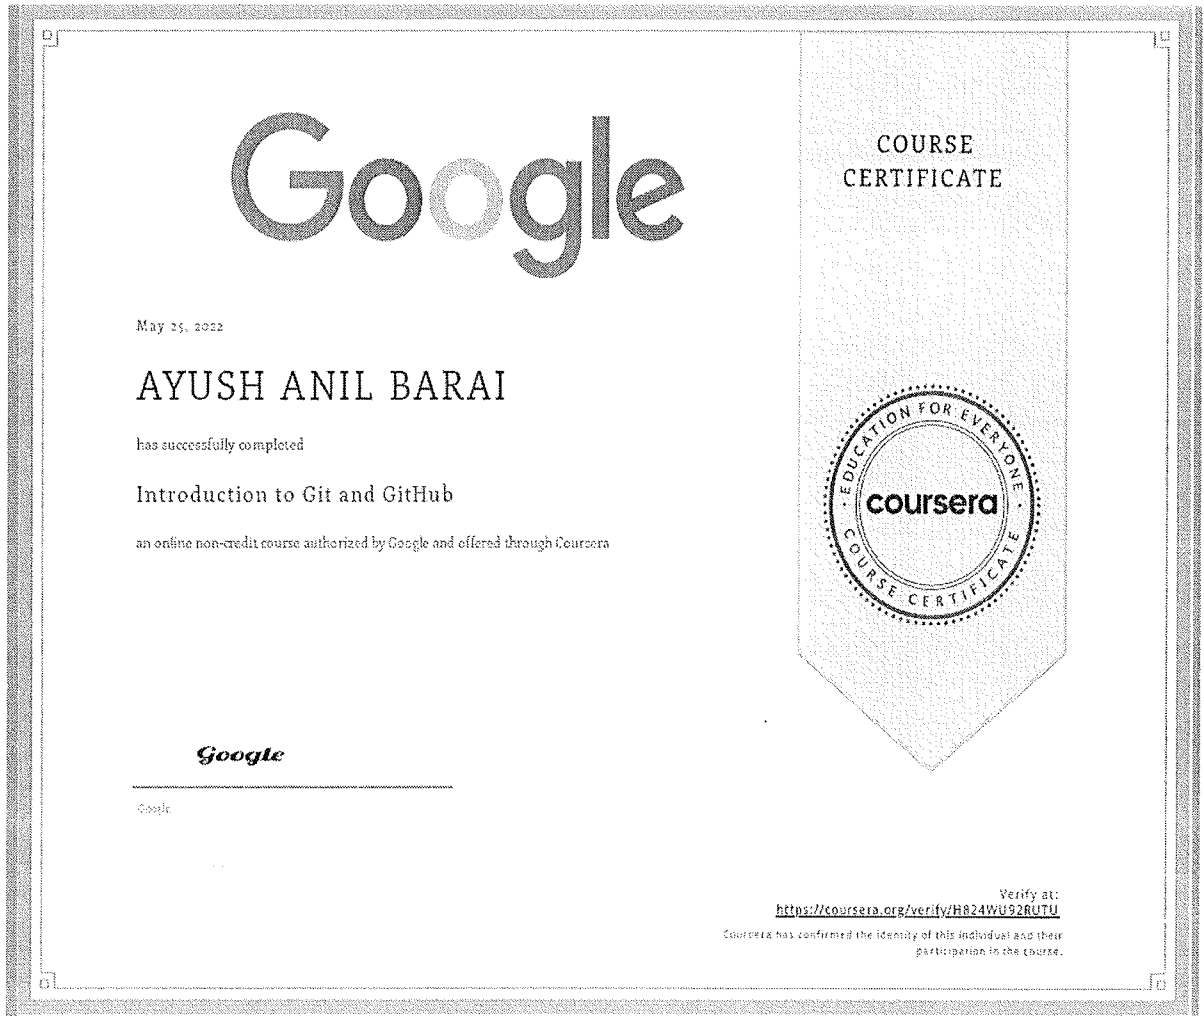 Google
COURSE
CERTIFICATE
May 25, 2022
AYUSH ANIL BARAI
has successfully completed
Introduction to Git and GitHub
an online non-credit course authorized by Google and offered through Coursera
EDUCATION FOR EVERYONE
coursera
COURSE CERTIFICATE
Google
Google
Verify at:
https://coursera.org/verify/H824WU92RUTU
Coursera has confirmed the identity of this individual and their
participation in the course.